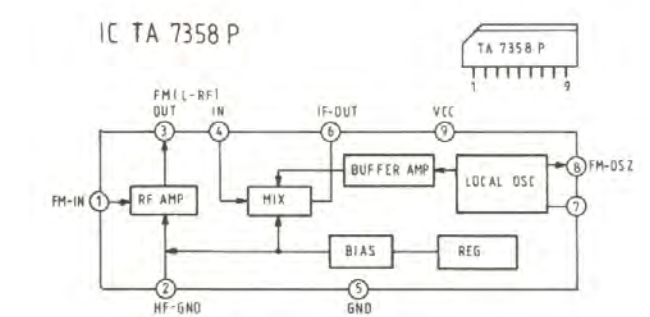 IC TA 7358 P
TA 7358 P
1 9
FM(L-RF)
OUT IN IF-OUT VCC
3 4 6 9
BUFFER AMP
LOCAL OSC
8 FM-OSZ
FM-IN 1 RF AMP MIX 7
BIAS REG
2 5
HF-GND GND